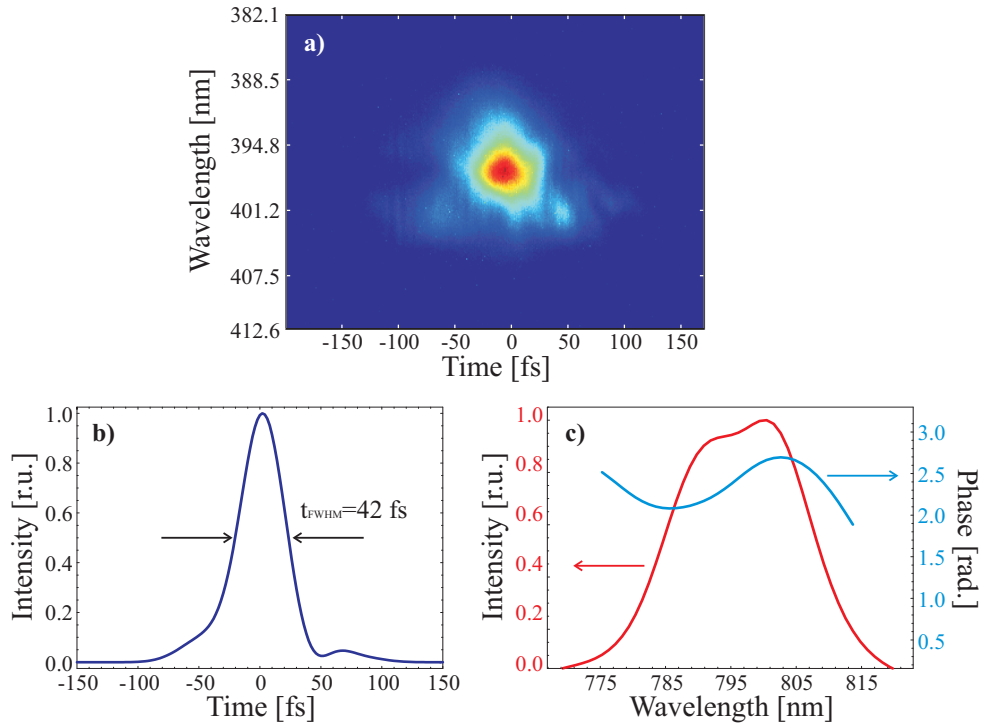 a)
Wavelength [nm]
382.1
388.5
394.8
401.2
407.5
412.6
-150 -100 -50 0 50 100 150
Time [fs]
b)
Intensity [r.u.]
1.0
0.8
0.6
0.4
0.2
0.0
tFWHM=42 fs
-150 -100 -50 0 50 100 150
Time [fs]
c)
Intensity [r.u.]
1.0
0.8
0.6
0.4
0.2
0.0
3.0
2.5
2.0
1.5
1.0
0.5
Phase [rad.]
775 785 795 805 815
Wavelength [nm]